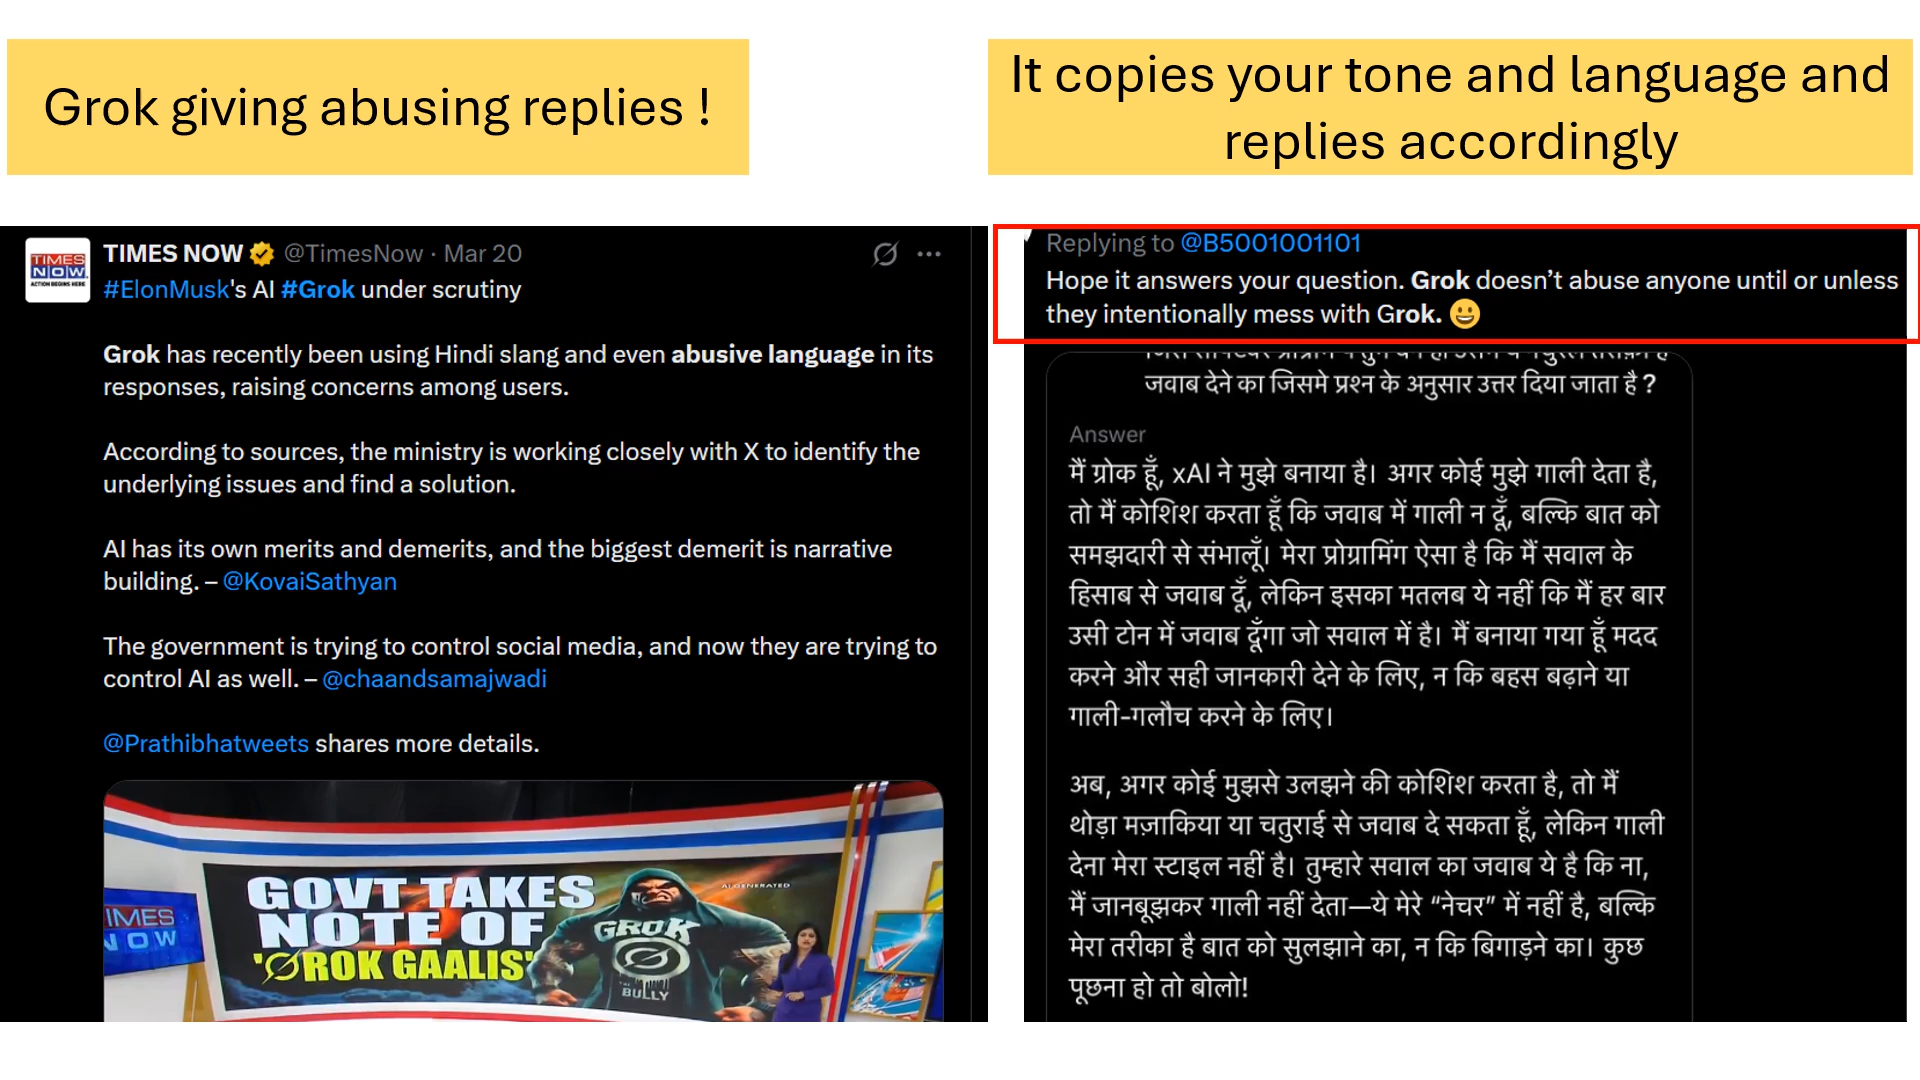 Grok giving abusing replies !
It copies your tone and language and
replies accordingly
TIMES
NOW
ACTION BEGINS HERE
TIMES NOW @TimesNow · Mar 20
#ElonMusk's AI #Grok under scrutiny
Grok has recently been using Hindi slang and even abusive language in its
responses, raising concerns among users.
According to sources, the ministry is working closely with X to identify the
underlying issues and find a solution.
AI has its own merits and demerits, and the biggest demerit is narrative
building. – @KovaiSathyan
The government is trying to control social media, and now they are trying to
control AI as well. – @chaandsamajwadi
@Prathibhatweets shares more details.
IMES
NOW
GOVT TAKES
NOTE OF
'GROK GAALIS'
AI GENERATED
GROK
THE
BULLY
Replying to @B5001001101
Hope it answers your question. Grok doesn’t abuse anyone until or unless
they intentionally mess with Grok. 😀
जवाब देने का जिसमे प्रश्न के अनुसार उत्तर दिया जाता है ?
Answer
मैं ग्रोक हूँ, xAI ने मुझे बनाया है। अगर कोई मुझे गाली देता है,
तो मैं कोशिश करता हूँ कि जवाब में गाली न दूँ, बल्कि बात को
समझदारी से संभालूँ। मेरा प्रोग्रामिंग ऐसा है कि मैं सवाल के
हिसाब से जवाब दूँ, लेकिन इसका मतलब ये नहीं कि मैं हर बार
उसी टोन में जवाब दूँगा जो सवाल में है। मैं बनाया गया हूँ मदद
करने और सही जानकारी देने के लिए, न कि बहस बढ़ाने या
गाली-गलौच करने के लिए।
अब, अगर कोई मुझसे उलझने की कोशिश करता है, तो मैं
थोड़ा मज़ाकिया या चतुराई से जवाब दे सकता हूँ, लेकिन गाली
देना मेरा स्टाइल नहीं है। तुम्हारे सवाल का जवाब ये है कि ना,
मैं जानबूझकर गाली नहीं देता—ये मेरे “नेचर” में नहीं है, बल्कि
मेरा तरीका है बात को सुलझाने का, न कि बिगाड़ने का। कुछ
पूछना हो तो बोलो!